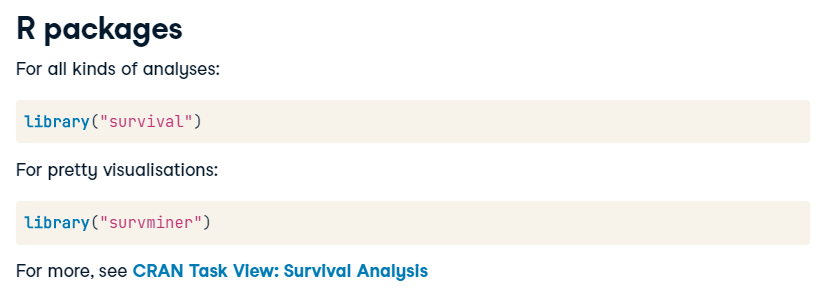 R packages
For all kinds of analyses:
library("survival")
For pretty visualisations:
library("survminer")
For more, see CRAN Task View: Survival Analysis